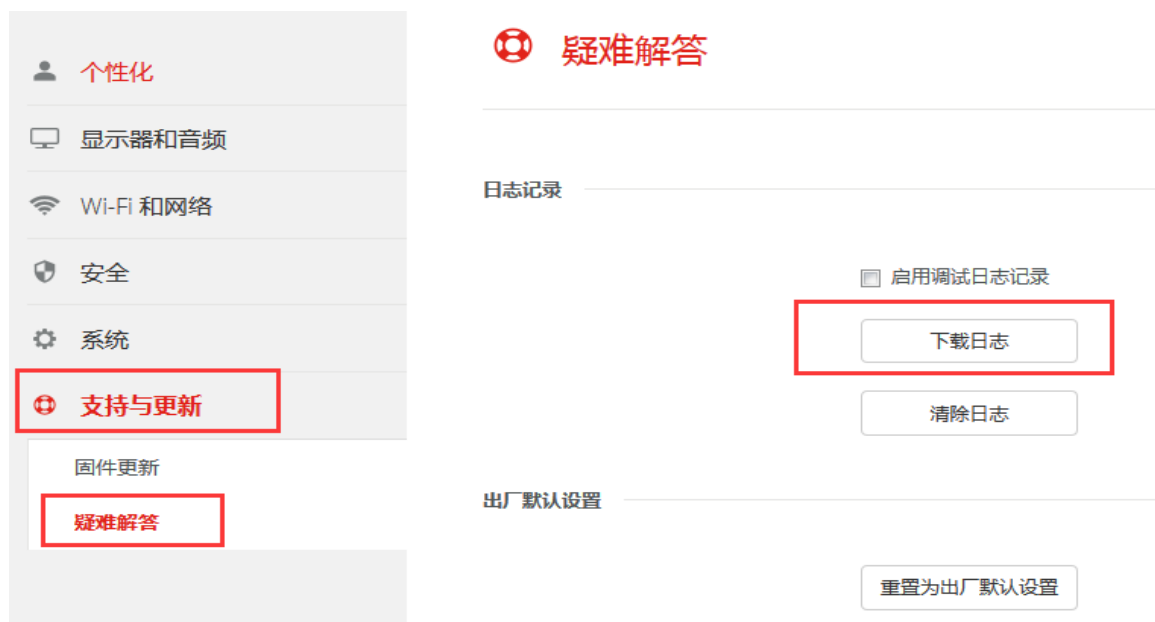 个性化
显示器和音频
Wi-Fi 和网络
安全
系统
支持与更新
固件更新
疑难解答
疑难解答
日志记录
启用调试日志记录
下载日志
清除日志
出厂默认设置
重置为出厂默认设置